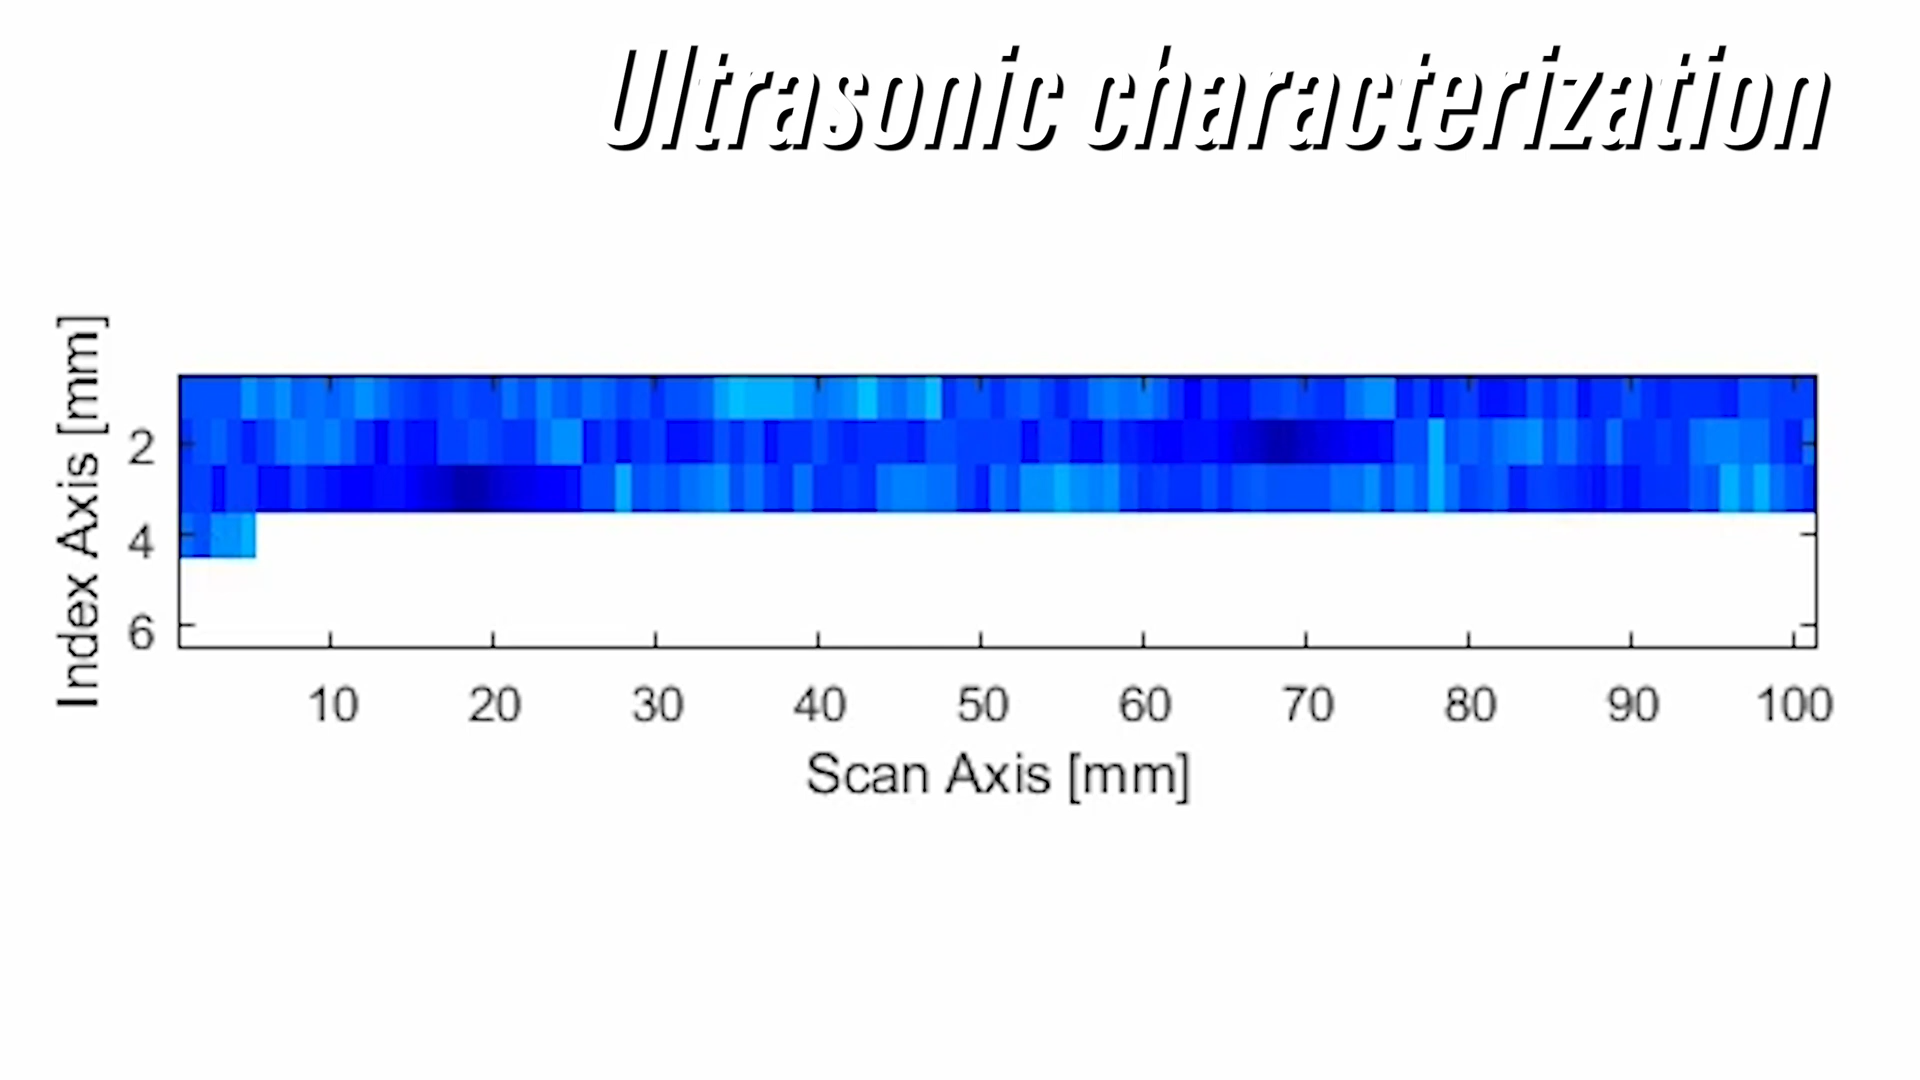 Ultrasonic characterization
Index Axis [mm]
2
4
6
10 20 30 40 50 60 70 80 90 100
Scan Axis [mm]